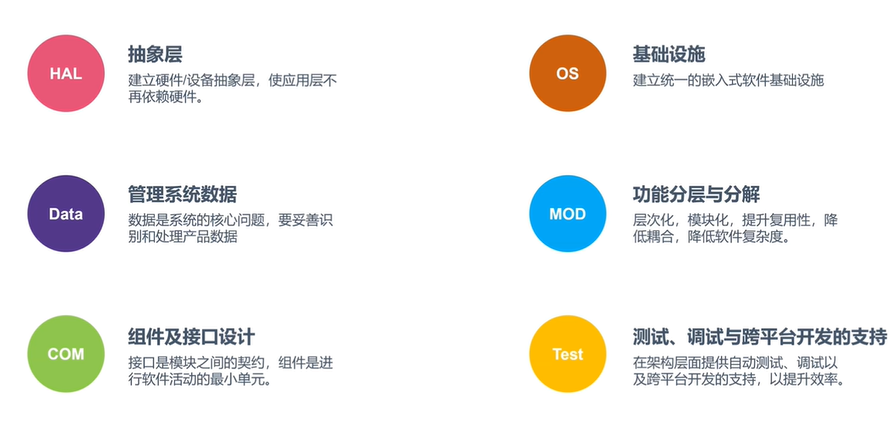 HAL
抽象层
建立硬件/设备抽象层，使应用层不
再依赖硬件。
OS
基础设施
建立统一的嵌入式软件基础设施
Data
管理系统数据
数据是系统的核心问题，要妥善识
别和处理产品数据
MOD
功能分层与分解
层次化，模块化，提升复用性，降
低耦合，降低软件复杂度。
COM
组件及接口设计
接口是模块之间的契约，组件是进
行软件活动的最小单元。
Test
测试、调试与跨平台开发的支持
在架构层面提供自动测试、调试以
及跨平台开发的支持，以提升效率。